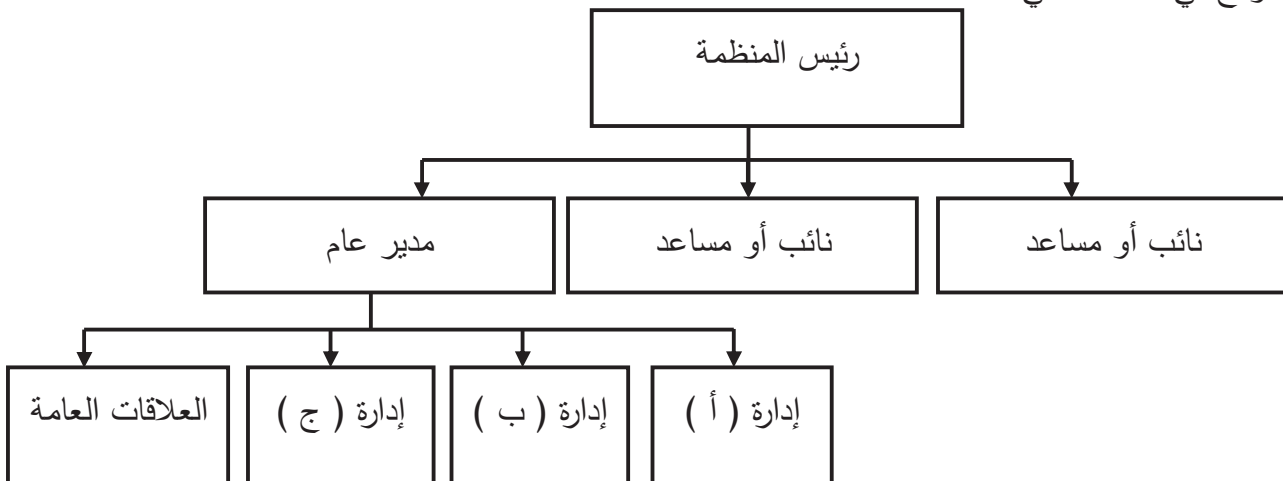 رئيس المنظمة
نائب أو مساعد
نائب أو مساعد
مدير عام
إدارة ( أ )
إدارة ( ب )
إدارة ( ج )
العلاقات العامة